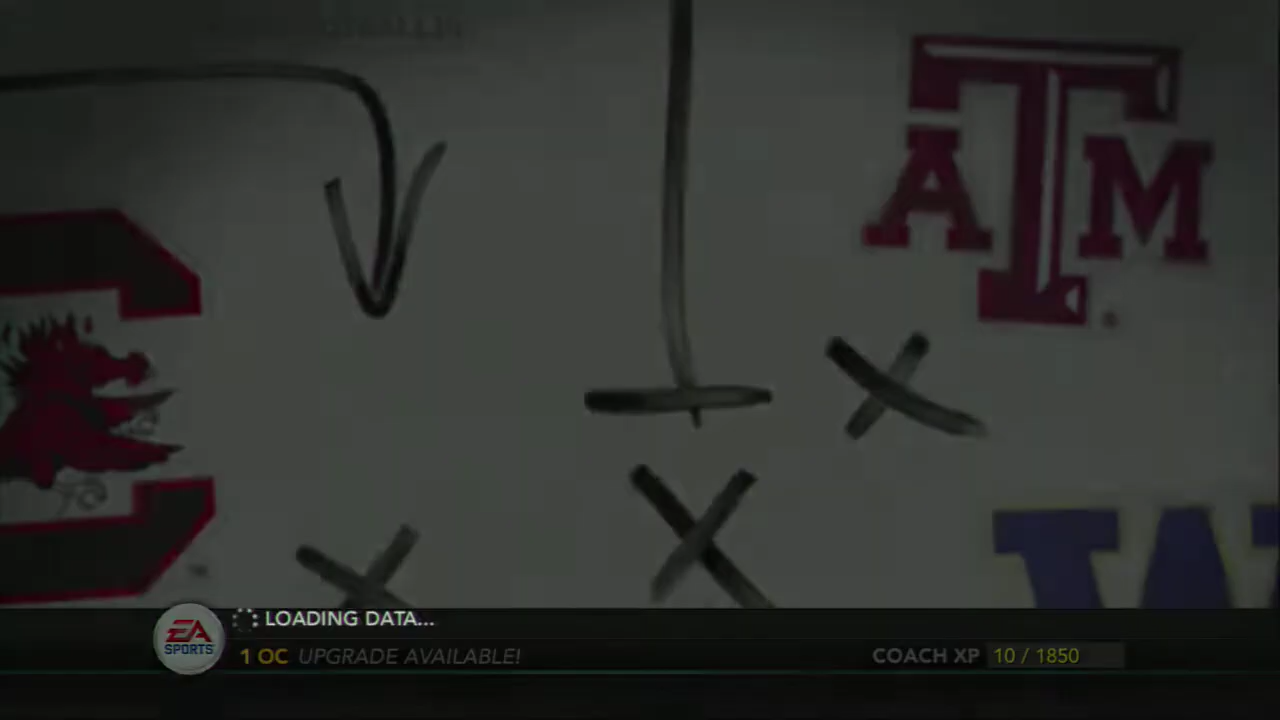 ATM
W
LOADING DATA...
EA
SPORTS
1 OC UPGRADE AVAILABLE!
COACH XP 10 / 1850